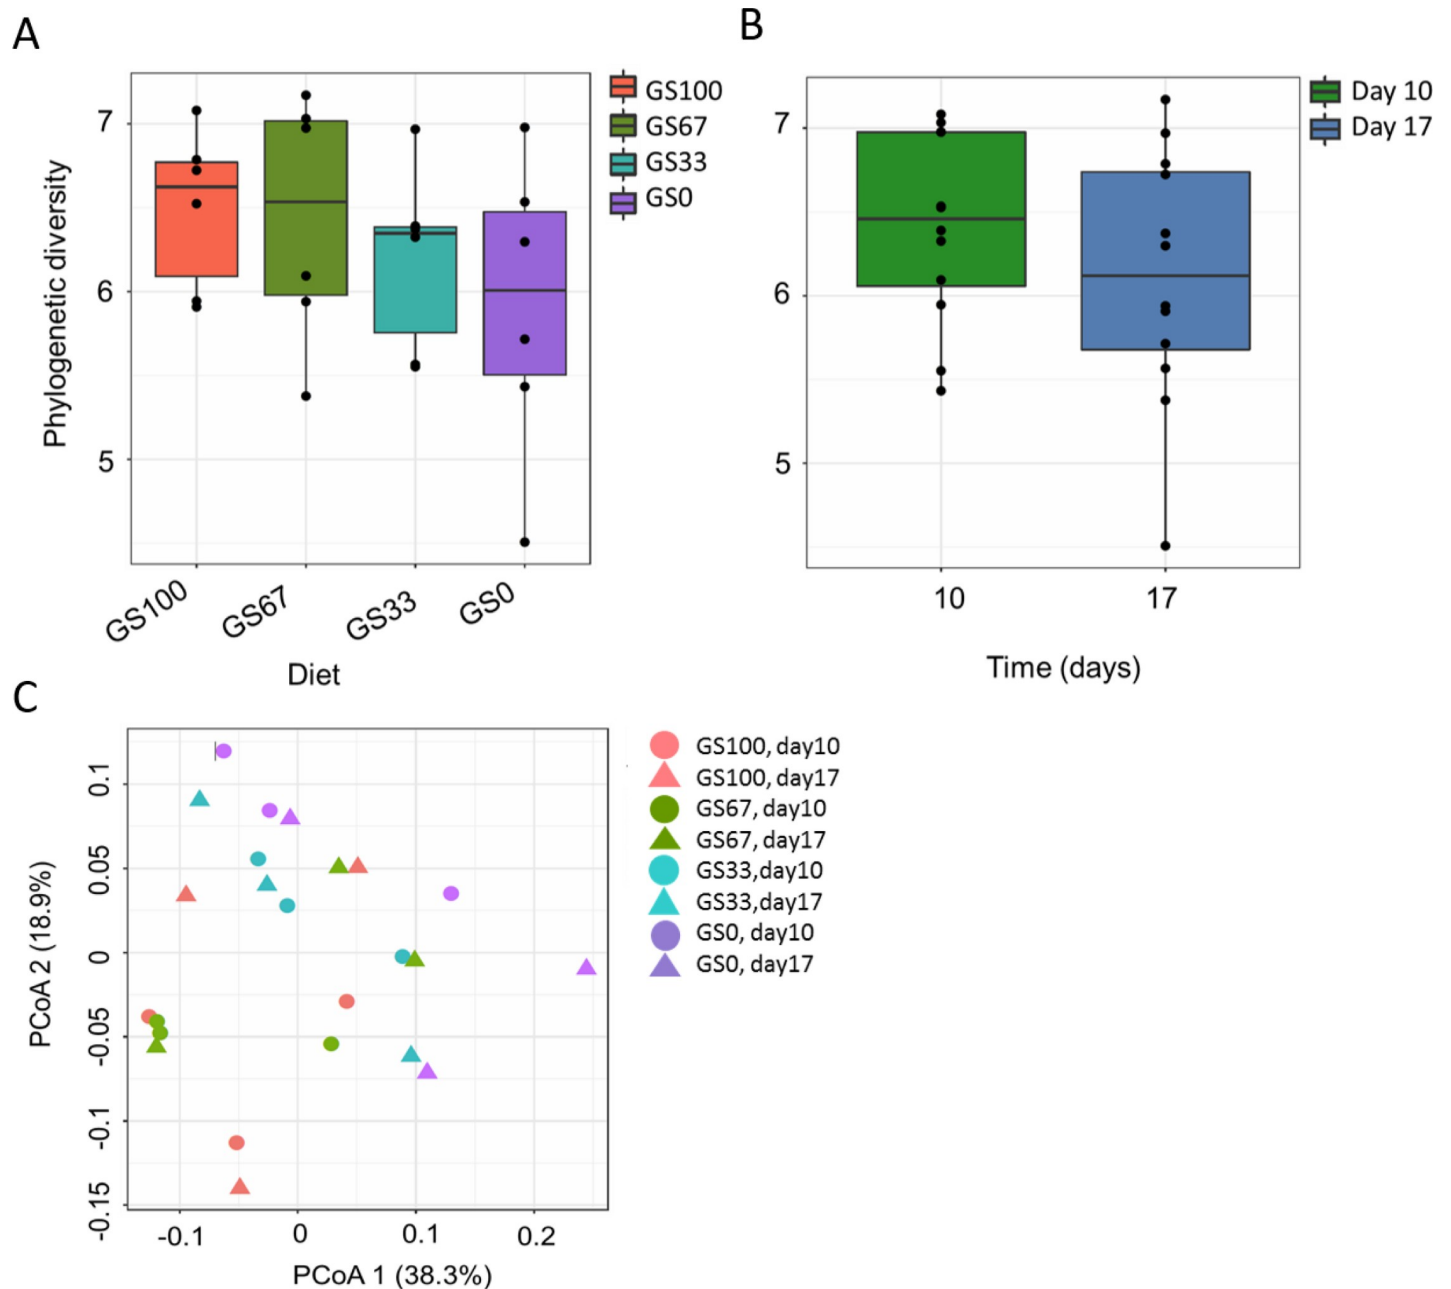 A
B
Phylogenetic diversity
7
6
5
GS100
GS67
GS33
GS0
Diet
GS100
GS67
GS33
GS0
7
6
5
10
17
Time (days)
Day 10
Day 17
C
PCoA 2 (18.9%)
0.1
0.05
0
-0.05
-0.1
-0.15
-0.1
0
0.1
0.2
PCoA 1 (38.3%)
GS100, day10
GS100, day17
GS67, day10
GS67, day17
GS33,day10
GS33,day17
GS0, day10
GS0, day17